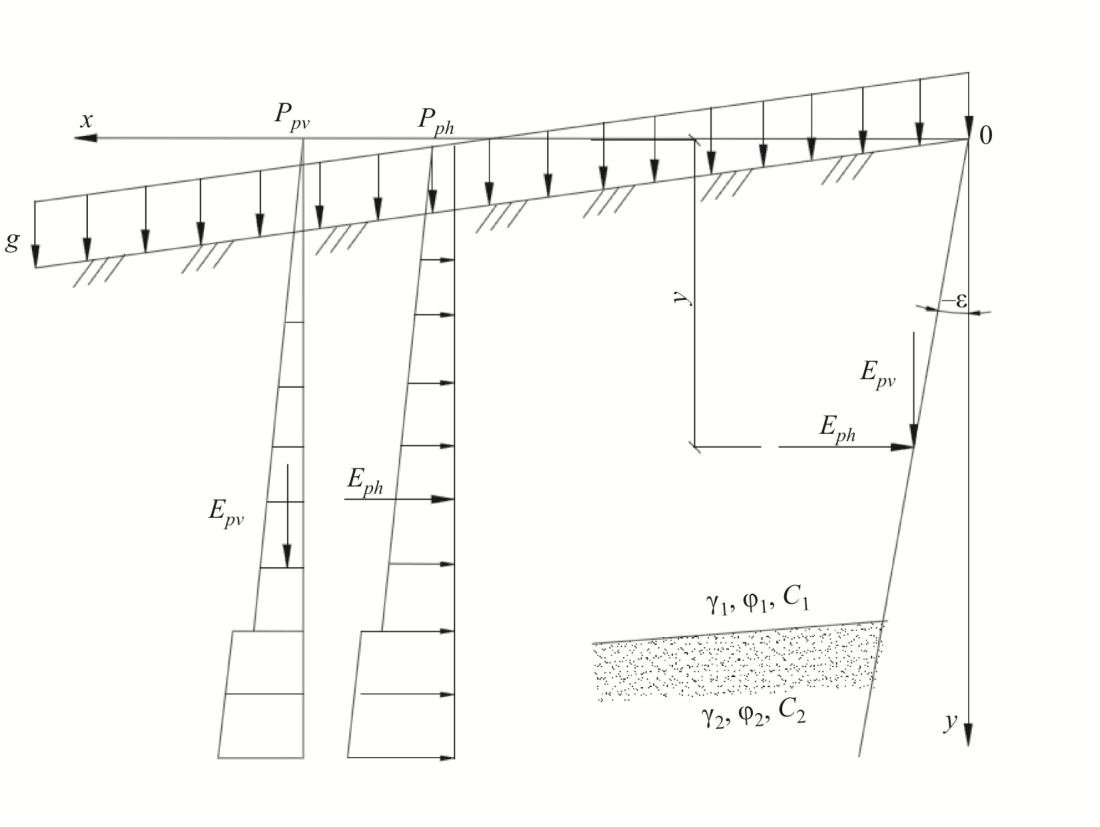 x
P_pv
P_ph
0
g
y
–ε
E_pv
E_ph
E_ph
E_pv
γ₁, φ₁, C₁
γ₂, φ₂, C₂
y